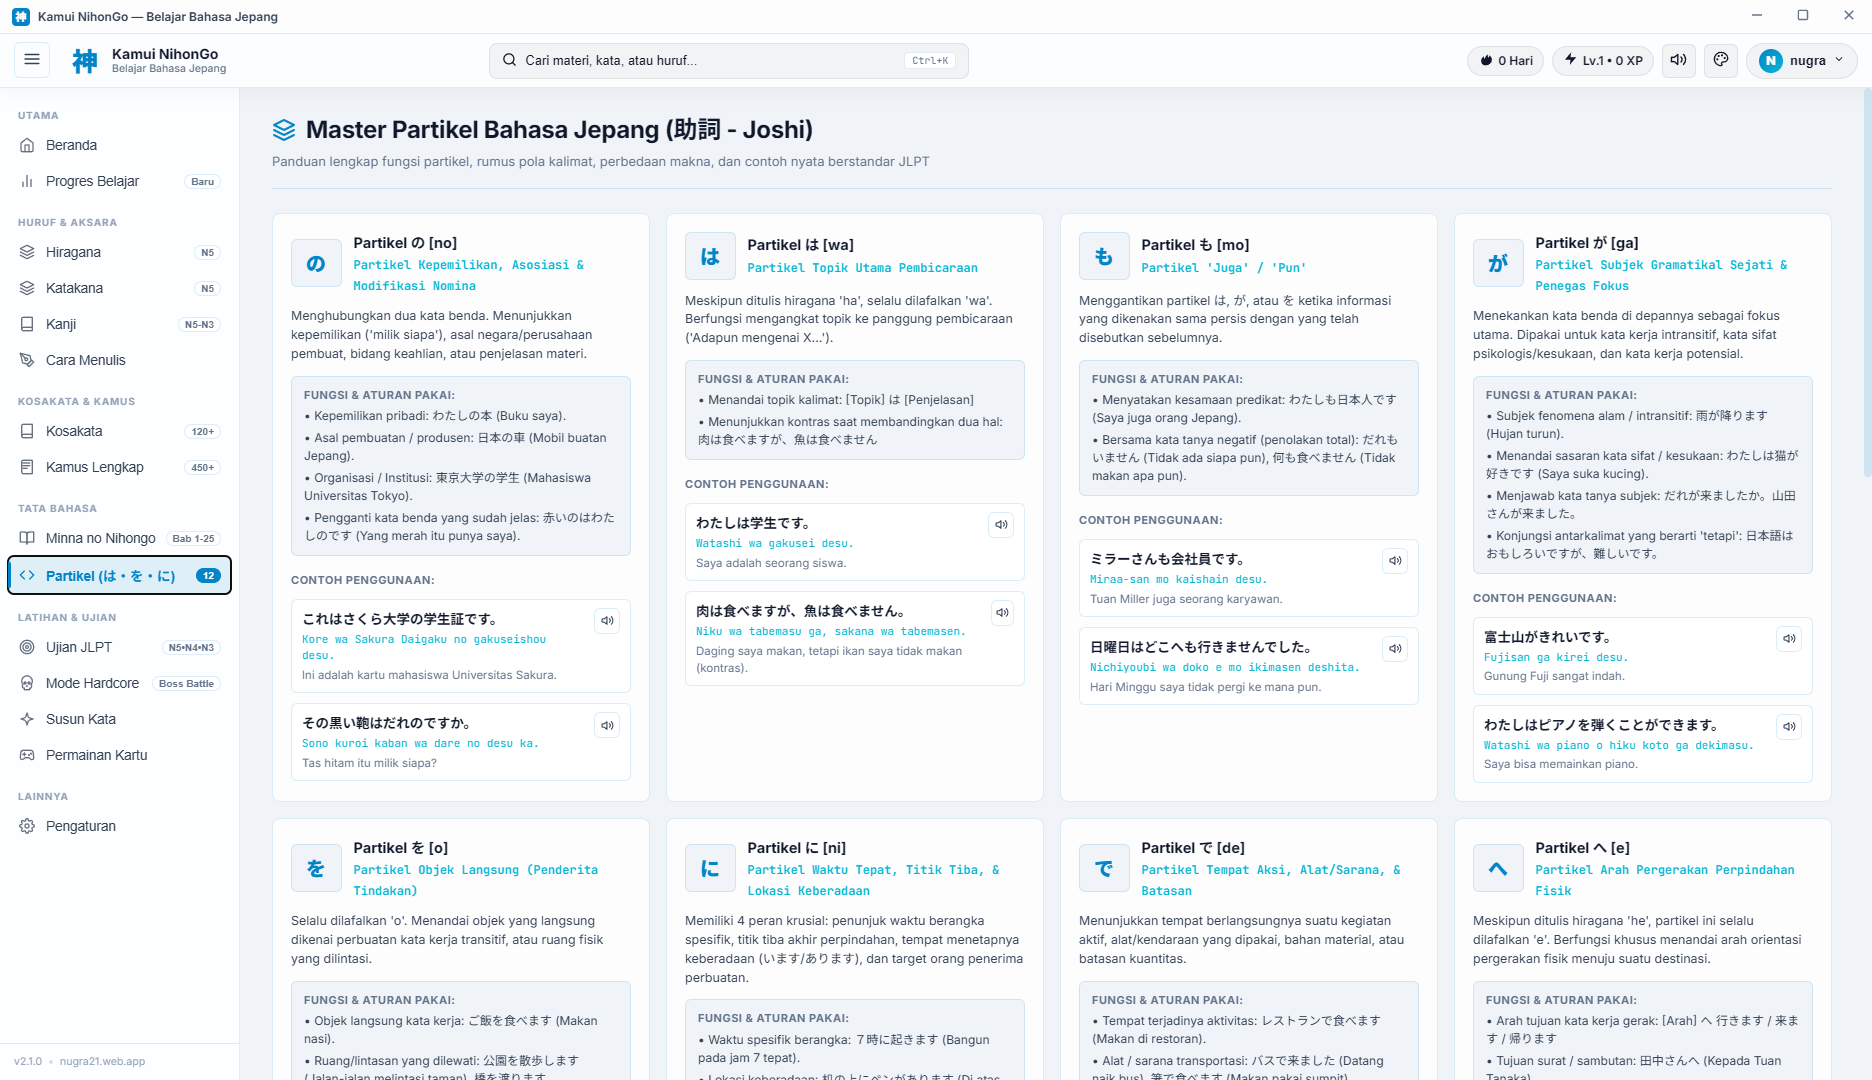 神 Kamui NihonGo — Belajar Bahasa Jepang
神 Kamui NihonGo
Belajar Bahasa Jepang
Cari materi, kata, atau huruf... Ctrl+K
0 Hari
Lv.1 • 0 XP
N nugra
UTAMA
Beranda
Progres Belajar Baru
HURUF & AKSARA
Hiragana N5
Katakana N5
Kanji N5-N3
Cara Menulis
KOSAKATA & KAMUS
Kosakata 120+
Kamus Lengkap 450+
TATA BAHASA
Minna no Nihongo Bab 1-25
Partikel (は・を・に) 12
LATIHAN & UJIAN
Ujian JLPT N5•N4•N3
Mode Hardcore Boss Battle
Susun Kata
Permainan Kartu
LAINNYA
Pengaturan
v2.1.0 • nugra21.web.app
Master Partikel Bahasa Jepang (助詞 - Joshi)
Panduan lengkap fungsi partikel, rumus pola kalimat, perbedaan makna, dan contoh nyata berstandar JLPT
の
Partikel の [no]
Partikel Kepemilikan, Asosiasi &
Modifikasi Nomina
Menghubungkan dua kata benda. Menunjukkan
kepemilikan ('milik siapa'), asal negara/perusahaan
pembuat, bidang keahlian, atau penjelasan materi.
FUNGSI & ATURAN PAKAI:
• Kepemilikan pribadi: わたしの本 (Buku saya).
• Asal pembuatan / produsen: 日本の車 (Mobil buatan
Jepang).
• Organisasi / Institusi: 東京大学の学生 (Mahasiswa
Universitas Tokyo).
• Pengganti kata benda yang sudah jelas: 赤いのはわた
しのです (Yang merah itu punya saya).
CONTOH PENGGUNAAN:
これはさくら大学の学生証です。
Kore wa Sakura Daigaku no gakuseishou
desu.
Ini adalah kartu mahasiswa Universitas Sakura.
その黒い鞄はだれのですか。
Sono kuroi kaban wa dare no desu ka.
Tas hitam itu milik siapa?
は
Partikel は [wa]
Partikel Topik Utama Pembicaraan
Meskipun ditulis hiragana 'ha', selalu dilafalkan 'wa'.
Berfungsi mengangkat topik ke panggung pembicaraan
('Adapun mengenai X...').
FUNGSI & ATURAN PAKAI:
• Menandai topik kalimat: [Topik] は [Penjelasan]
• Menunjukkan kontras saat membandingkan dua hal:
肉は食べますが、魚は食べません
CONTOH PENGGUNAAN:
わたしは学生です。
Watashi wa gakusei desu.
Saya adalah seorang siswa.
肉は食べますが、魚は食べません。
Niku wa tabemasu ga, sakana wa tabemasen.
Daging saya makan, tetapi ikan saya tidak makan
(kontras).
も
Partikel も [mo]
Partikel 'Juga' / 'Pun'
Menggantikan partikel は, が, atau を ketika informasi
yang dikenakan sama persis dengan yang telah
disebutkan sebelumnya.
FUNGSI & ATURAN PAKAI:
• Menyatakan kesamaan predikat: わたしも日本人です
(Saya juga orang Jepang).
• Bersama kata tanya negatif (penolakan total): だれも
いません (Tidak ada siapa pun), 何も食べません (Tidak
makan apa pun).
CONTOH PENGGUNAAN:
ミラーさんも会社員です。
Miraa-san mo kaishain desu.
Tuan Miller juga seorang karyawan.
日曜日はどこへも行きませんでした。
Nichiyoubi wa doko e mo ikimasen deshita.
Hari Minggu saya tidak pergi ke mana pun.
が
Partikel が [ga]
Partikel Subjek Gramatikal Sejati &
Penegas Fokus
Menekankan kata benda di depannya sebagai fokus
utama. Dipakai untuk kata kerja intransitif, kata sifat
psikologis/kesukaan, dan kata kerja potensial.
FUNGSI & ATURAN PAKAI:
• Subjek fenomena alam / intransitif: 雨が降ります
(Hujan turun).
• Menandai sasaran kata sifat / kesukaan: わたしは猫が
好きです (Saya suka kucing).
• Menjawab kata tanya subjek: だれが来ましたか。山田
さんが来ました。
• Konjungsi antarkalimat yang berarti 'tetapi': 日本語は
おもしろいですが、難しいです。
CONTOH PENGGUNAAN:
富士山がきれいです。
Fujisan ga kirei desu.
Gunung Fuji sangat indah.
わたしはピアノを弾くことができます。
Watashi wa piano o hiku koto ga dekimasu.
Saya bisa memainkan piano.
を
Partikel を [o]
Partikel Objek Langsung (Penderita
Tindakan)
Selalu dilafalkan 'o'. Menandai objek yang langsung
dikenai perbuatan kata kerja transitif, atau ruang fisik
yang dilintasi.
FUNGSI & ATURAN PAKAI:
• Objek langsung kata kerja: ご飯を食べます (Makan
nasi).
• Ruang/lintasan yang dilewati: 公園を散歩します
(Jalan-jalan melintasi taman), 橋を渡ります
に
Partikel に [ni]
Partikel Waktu Tepat, Titik Tiba, &
Lokasi Keberadaan
Memiliki 4 peran krusial: penunjuk waktu berangka
spesifik, titik tiba akhir perpindahan, tempat menetapnya
keberadaan (います/あります), dan target orang penerima
perbuatan.
FUNGSI & ATURAN PAKAI:
• Waktu spesifik berangka: 7時に起きます (Bangun
pada jam 7 tepat).
• Lokasi keberadaan: 机の上にペンがあります (Di atas
で
Partikel で [de]
Partikel Tempat Aksi, Alat/Sarana, &
Batasan
Menunjukkan tempat berlangsungnya suatu kegiatan
aktif, alat/kendaraan yang dipakai, bahan material, atau
batasan kuantitas.
FUNGSI & ATURAN PAKAI:
• Tempat terjadinya aktivitas: レストランで食べます
(Makan di restoran).
• Alat / sarana transportasi: バスで来ました (Datang
naik bus), 箸で食べます (Makan pakai sumpit).
へ
Partikel へ [e]
Partikel Arah Pergerakan Perpindahan
Fisik
Meskipun ditulis hiragana 'he', partikel ini selalu
dilafalkan 'e'. Berfungsi khusus menandai arah orientasi
pergerakan fisik menuju suatu destinasi.
FUNGSI & ATURAN PAKAI:
• Arah tujuan kata kerja gerak: [Arah] へ 行きます / 来ま
す / 帰ります
• Tujuan surat / sambutan: 田中さんへ (Kepada Tuan
Tanaka).